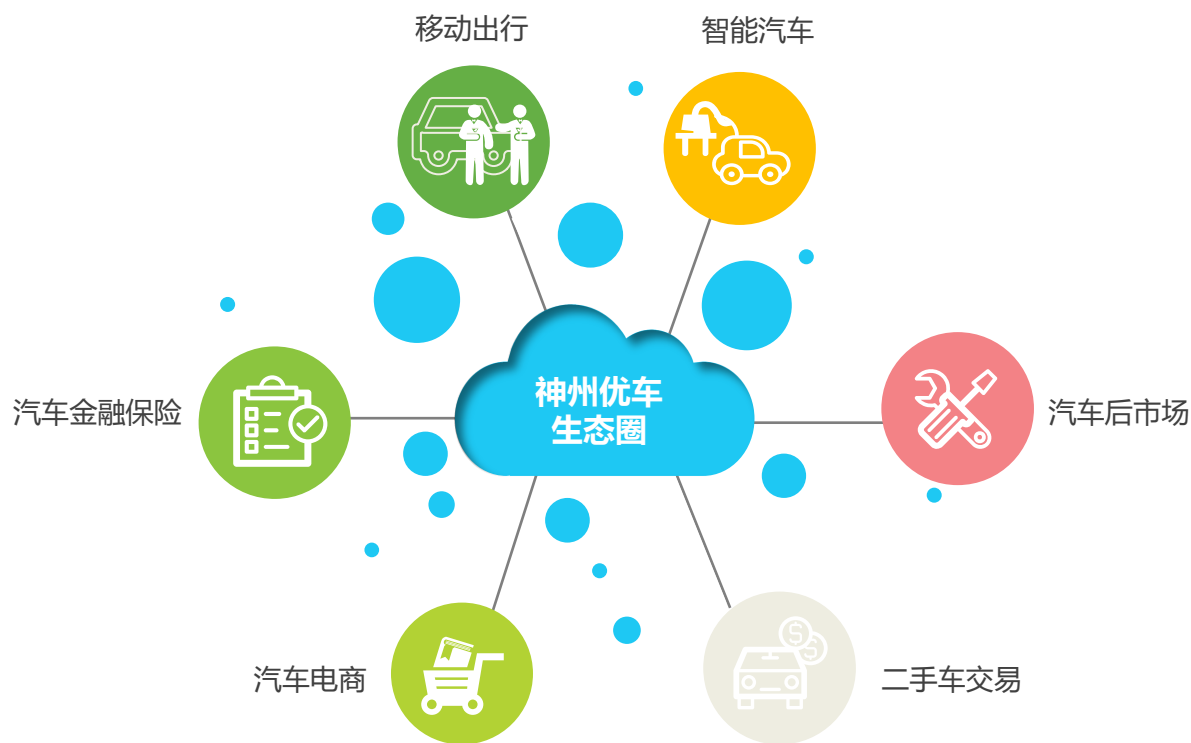 移动出行
智能汽车
神州优车
生态圈
汽车金融保险
汽车后市场
汽车电商
二手车交易
$
$